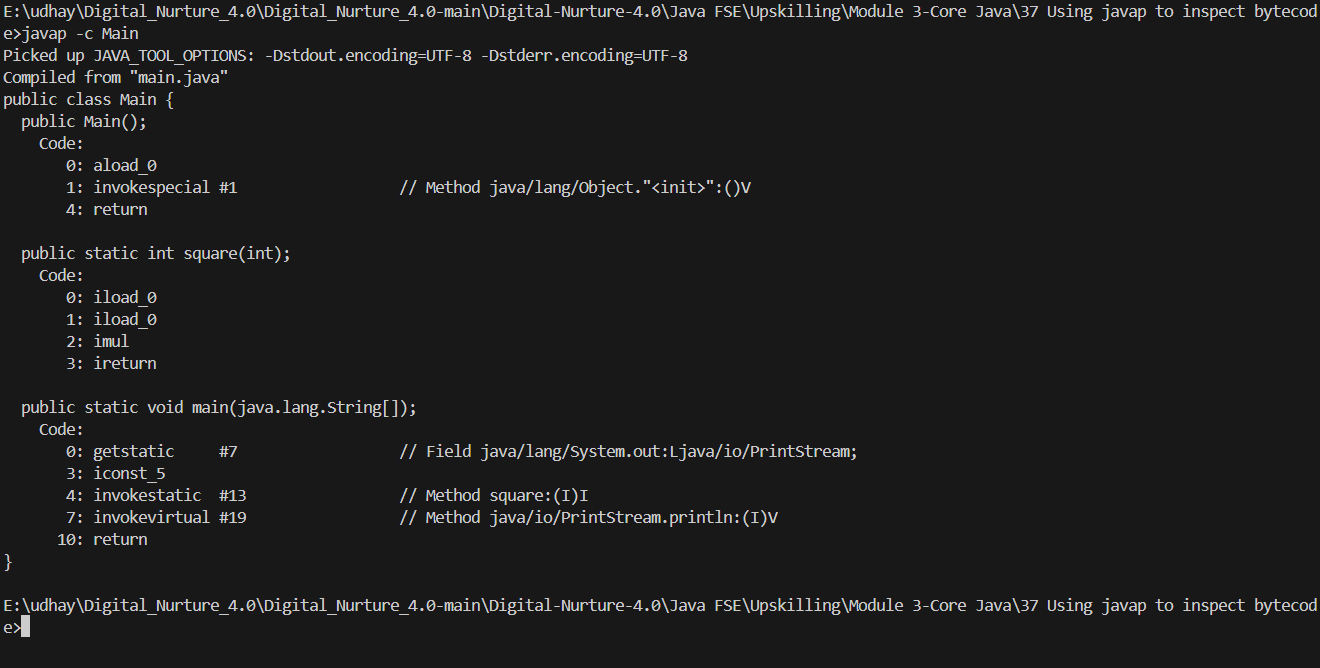 E:\udhay\Digital_Nurture_4.0\Digital_Nurture_4.0-main\Digital-Nurture-4.0\Java FSE\Upskilling\Module 3-Core Java\37 Using javap to inspect bytecod
e>javap -c Main
Picked up JAVA_TOOL_OPTIONS: -Dstdout.encoding=UTF-8 -Dstderr.encoding=UTF-8
Compiled from "main.java"
public class Main {
  public Main();
    Code:
       0: aload_0
       1: invokespecial #1                  // Method java/lang/Object."<init>":()V
       4: return

  public static int square(int);
    Code:
       0: iload_0
       1: iload_0
       2: imul
       3: ireturn

  public static void main(java.lang.String[]);
    Code:
       0: getstatic     #7                  // Field java/lang/System.out:Ljava/io/PrintStream;
       3: iconst_5
       4: invokestatic  #13                 // Method square:(I)I
       7: invokevirtual #19                 // Method java/io/PrintStream.println:(I)V
      10: return
}

E:\udhay\Digital_Nurture_4.0\Digital_Nurture_4.0-main\Digital-Nurture-4.0\Java FSE\Upskilling\Module 3-Core Java\37 Using javap to inspect bytecod
e>